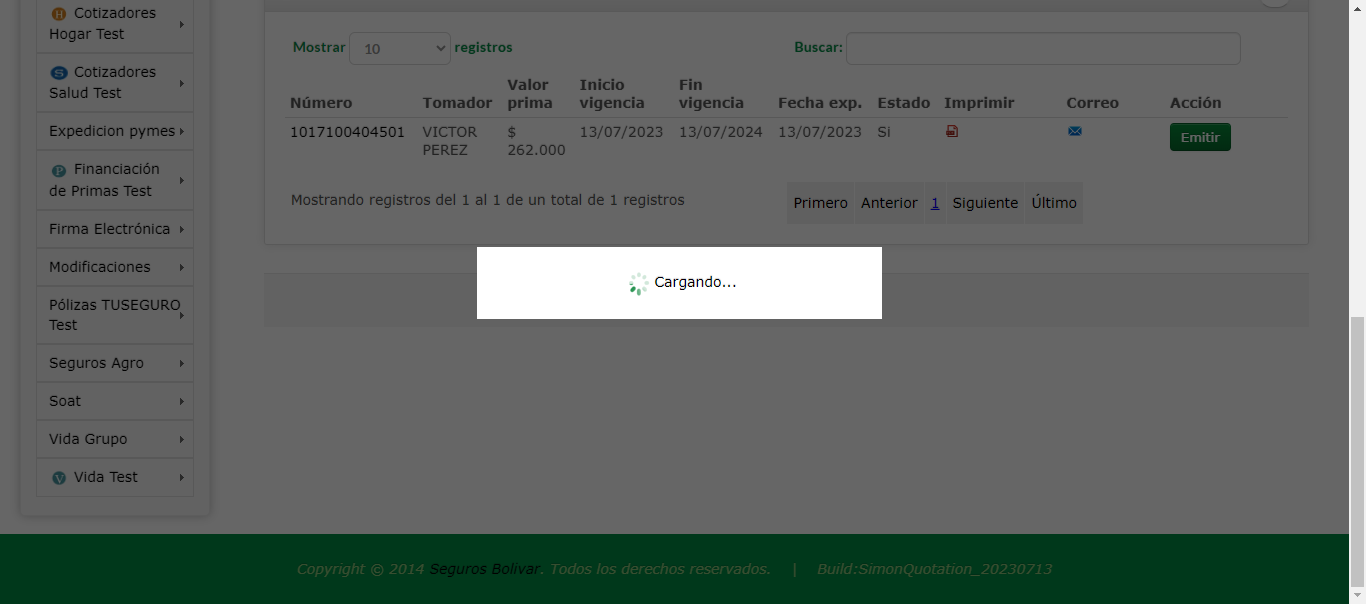 Cotizadores
Hogar Test
Cotizadores
Salud Test
Expedicion pymes
Financiación
de Primas Test
Firma Electrónica
Modificaciones
Pólizas TUSEGURO
Test
Seguros Agro
Soat
Vida Grupo
Vida Test
Mostrar 10 registros
Buscar:
Número Tomador Valor prima Inicio vigencia Fin vigencia Fecha exp. Estado Imprimir Correo Acción
1017100404501 VICTOR PEREZ $ 262.000 13/07/2023 13/07/2024 13/07/2023 Si Emitir
Mostrando registros del 1 al 1 de un total de 1 registros
Primero Anterior 1 Siguiente Último
Cargando...
Copyright © 2014 Seguros Bolivar. Todos los derechos reservados. | Build:SimonQuotation_20230713